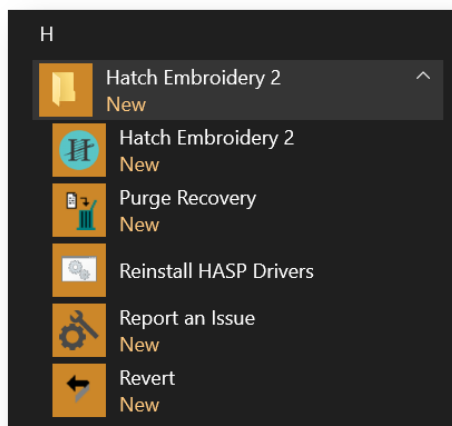 H
Hatch Embroidery 2
New
Hatch Embroidery 2
New
Purge Recovery
New
Reinstall HASP Drivers
Report an Issue
New
Revert
New